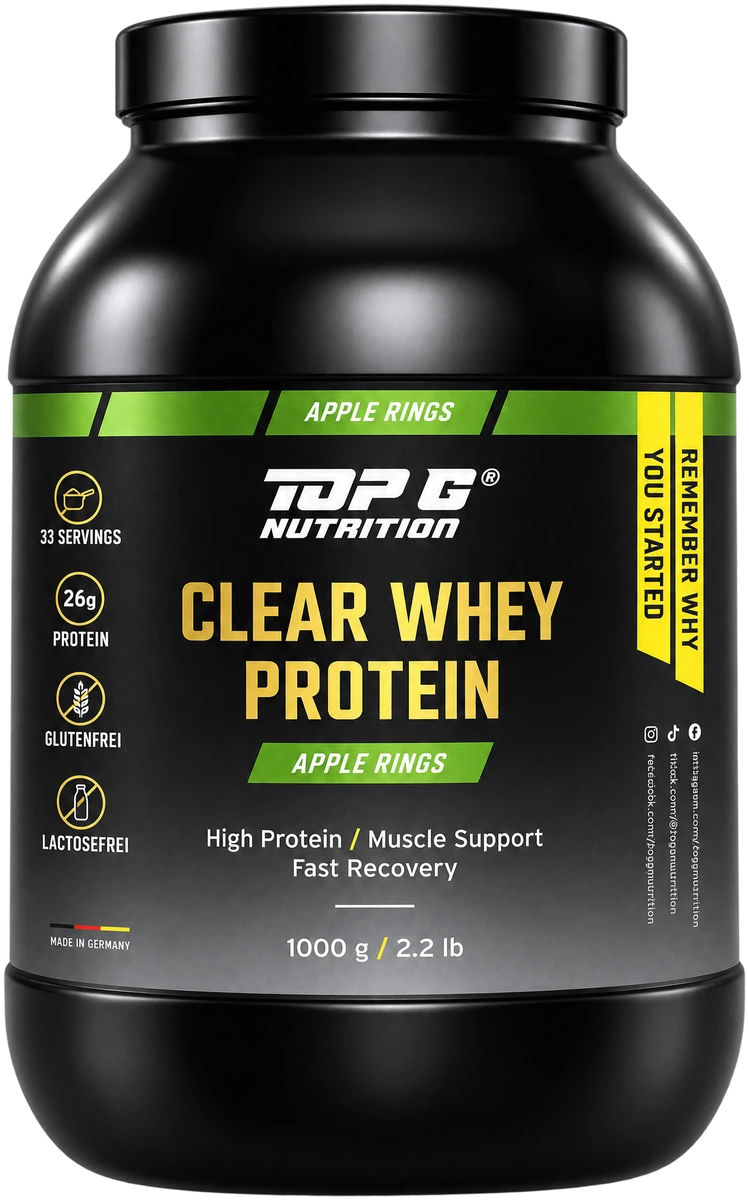 APPLE RINGS
TOP G®
NUTRITION
CLEAR WHEY
PROTEIN
APPLE RINGS
High Protein / Muscle Support
Fast Recovery
1000 g / 2.2 lb
33 SERVINGS
26g
PROTEIN
GLUTENFREI
LACTOSEFREI
MADE IN GERMANY
REMEMBER WHY
YOU STARTED